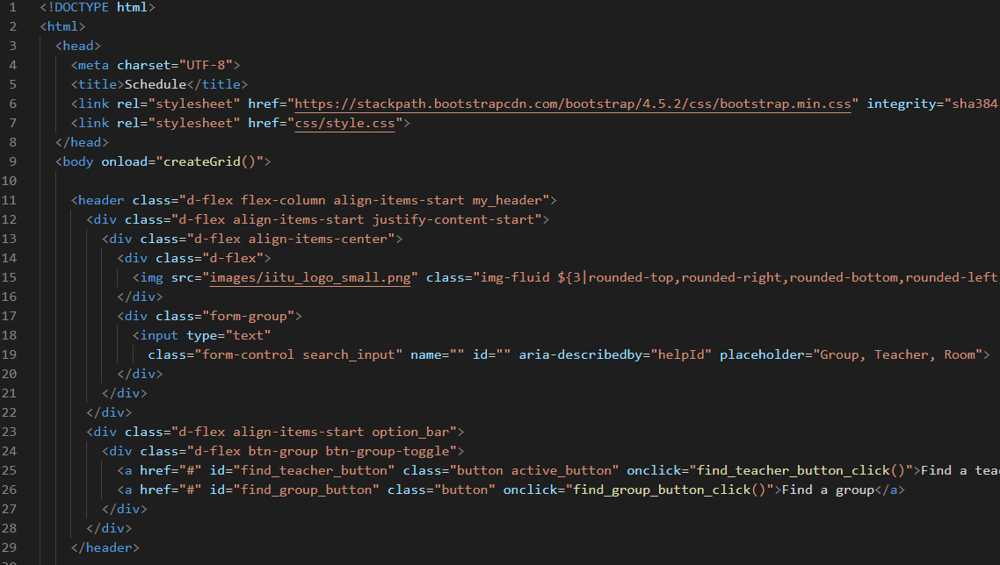 1 <!DOCTYPE html>
2 <html>
3 <head>
4 <meta charset="UTF-8">
5 <title>Schedule</title>
6 <link rel="stylesheet" href="https://stackpath.bootstrapcdn.com/bootstrap/4.5.2/css/bootstrap.min.css" integrity="sha384
7 <link rel="stylesheet" href="css/style.css">
8 </head>
9 <body onload="createGrid()">
10
11 <header class="d-flex flex-column align-items-start my_header">
12 <div class="d-flex align-items-start justify-content-start">
13 <div class="d-flex align-items-center">
14 <div class="d-flex">
15 <img src="images/iitu_logo_small.png" class="img-fluid ${3|rounded-top,rounded-right,rounded-bottom,rounded-left
16 </div>
17 <div class="form-group">
18 <input type="text"
19 class="form-control search_input" name="" id="" aria-describedby="helpId" placeholder="Group, Teacher, Room">
20 </div>
21 </div>
22 </div>
23 <div class="d-flex align-items-start option_bar">
24 <div class="d-flex btn-group btn-group-toggle">
25 <a href="#" id="find_teacher_button" class="button active_button" onclick="find_teacher_button_click()">Find a
26 <a href="#" id="find_group_button" class="button" onclick="find_group_button_click()">Find a group</a>
27 </div>
28 </div>
29 </header>